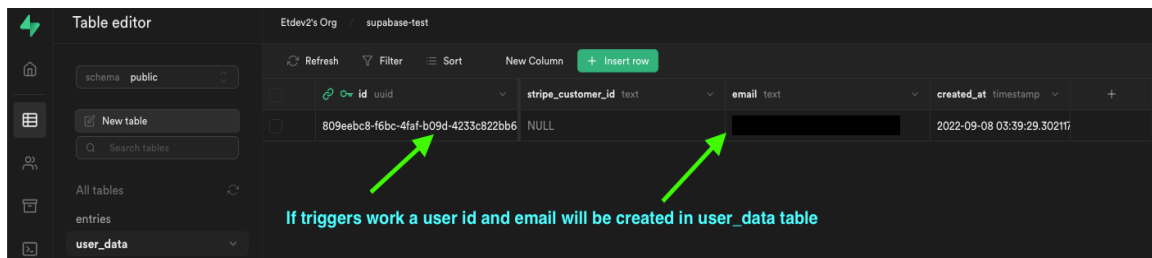 Table editor
Etdev2's Org / supabase-test
Refresh Filter Sort New Column + Insert row
schema public
id uuid stripe_customer_id text email text created_at timestamp +
New table
809eebc8-f6bc-4faf-b09d-4233c822bb6 NULL 2022-09-08 03:39:29.302117
Search tables
All tables
If triggers work a user id and email will be created in user_data table
entries
user_data